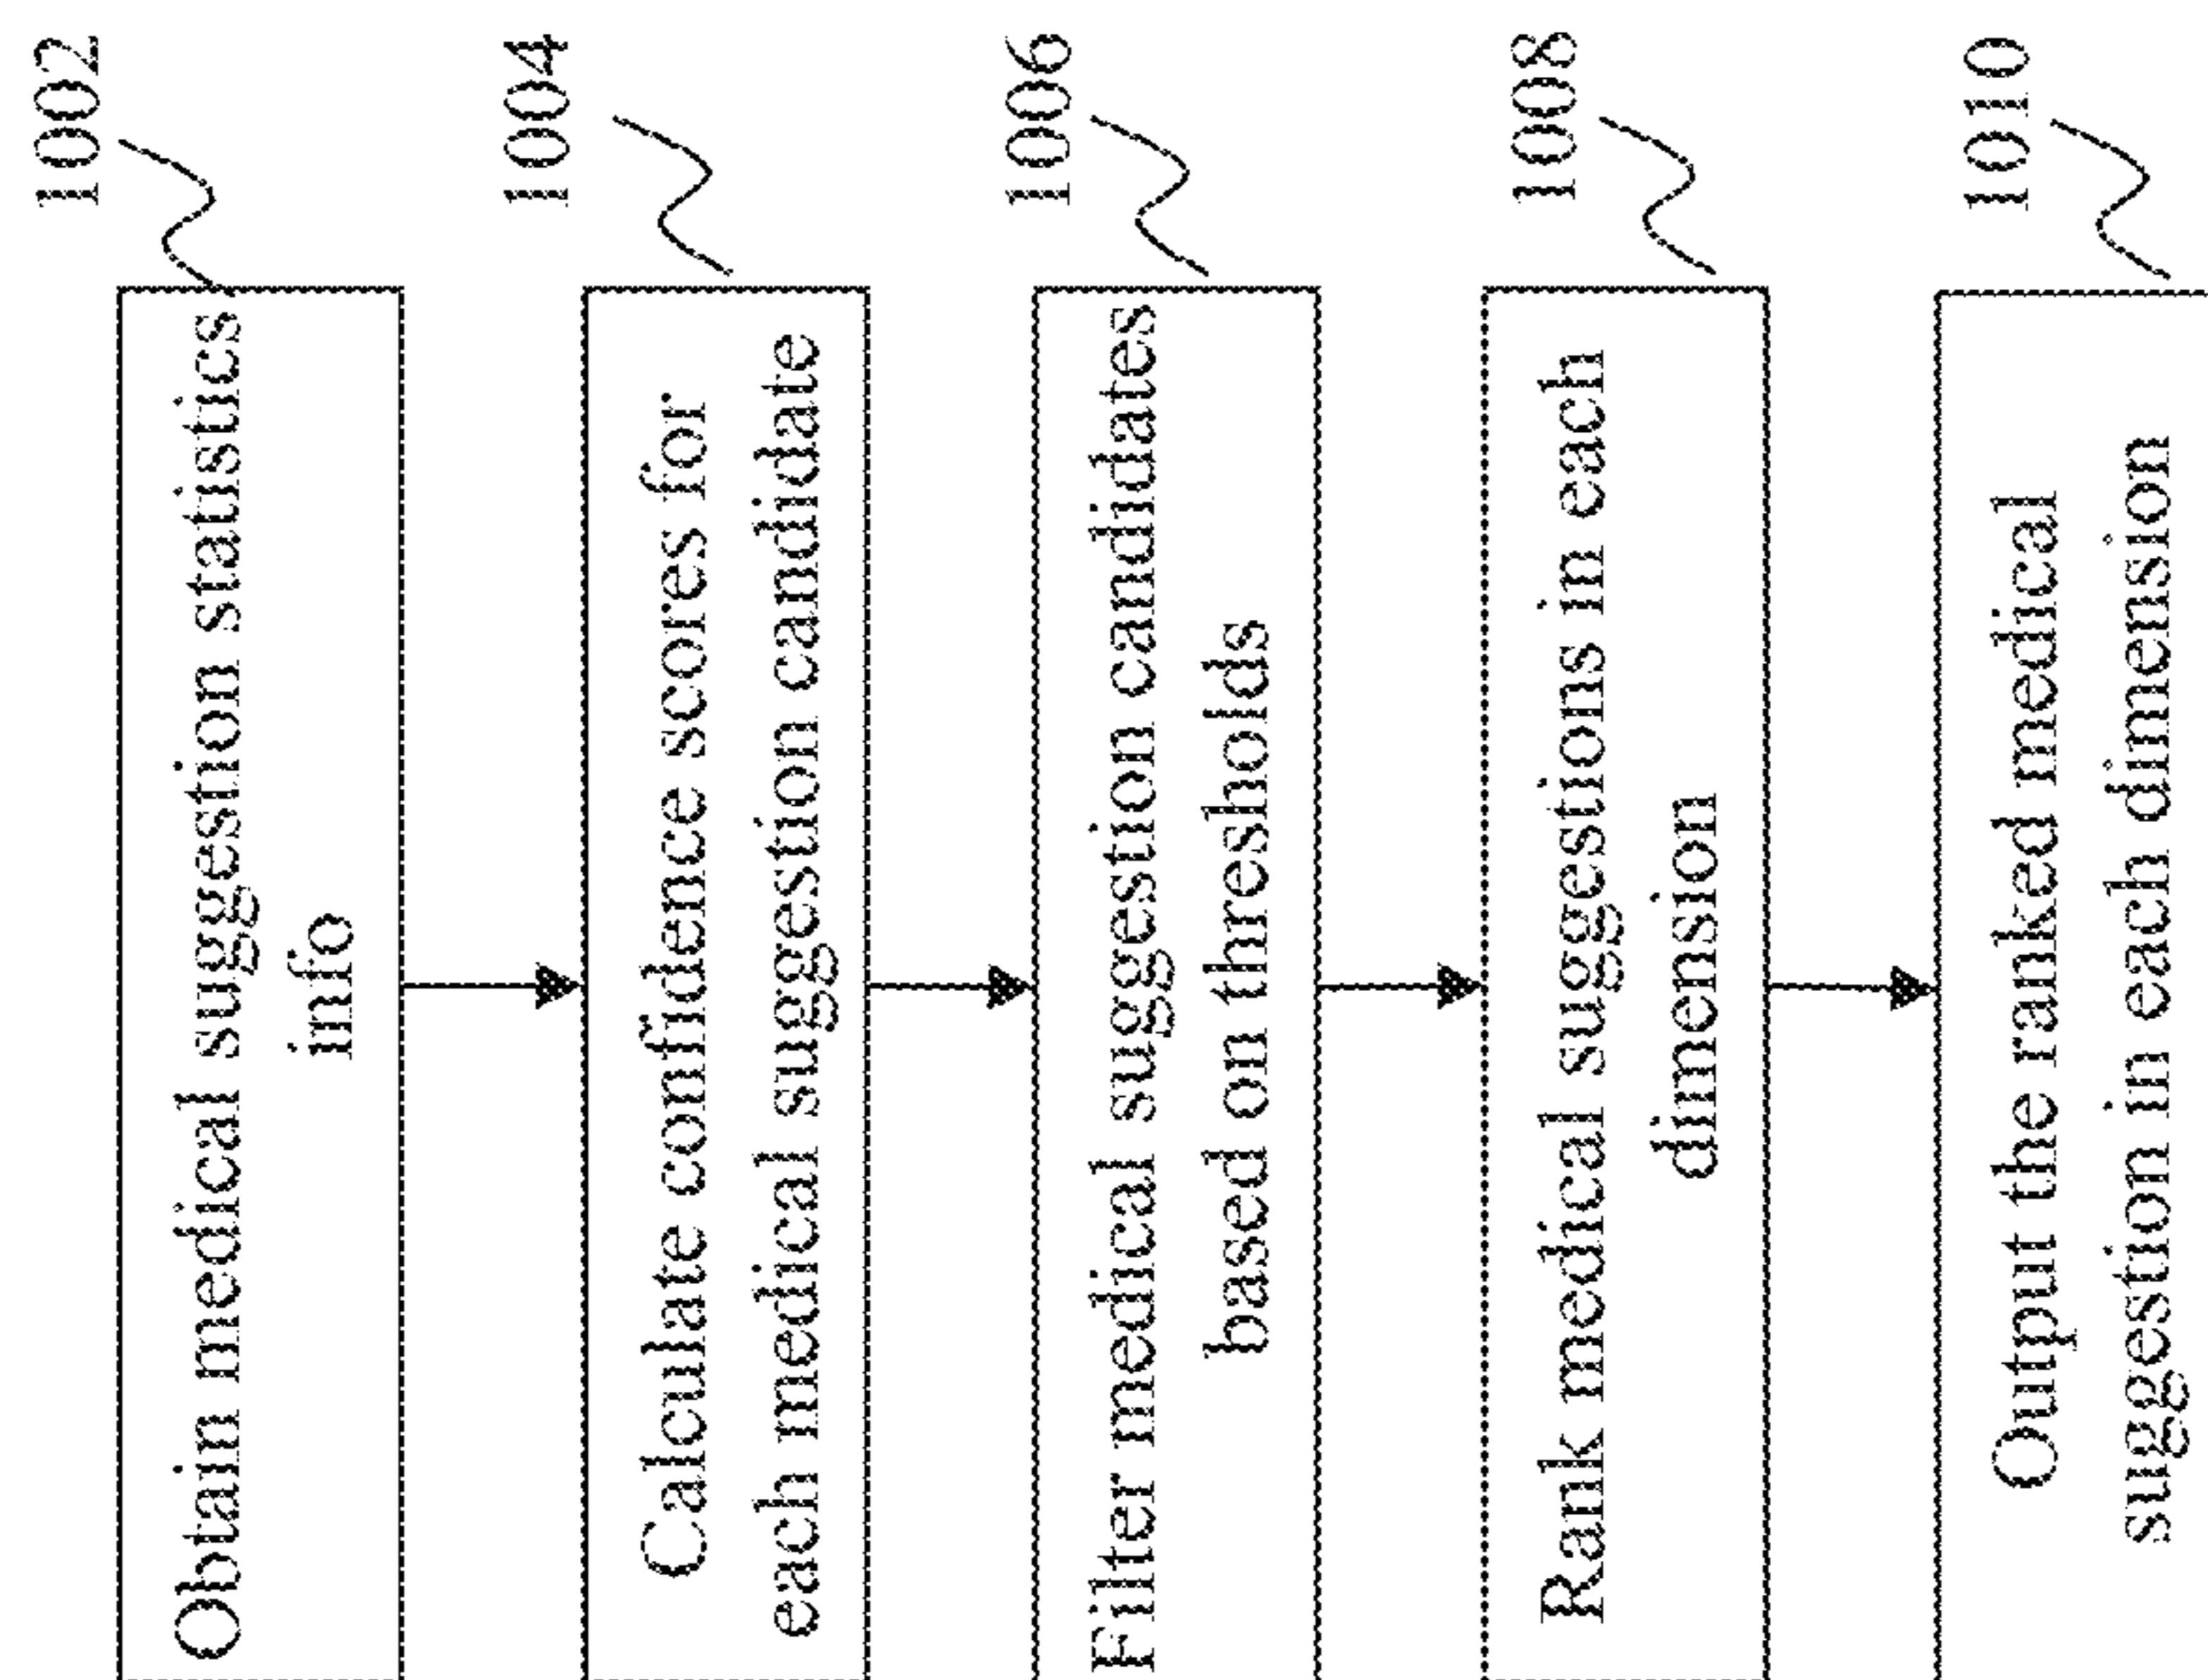 1002
Obtain medical suggestion statistics
info
1004
Calculate confidence scores for
each medical suggestion candidate
1006
Filter medical suggestion candidates
based on thresholds
1008
Rank medical suggestions in each
dimension
1010
Output the ranked medical
suggestion in each dimension